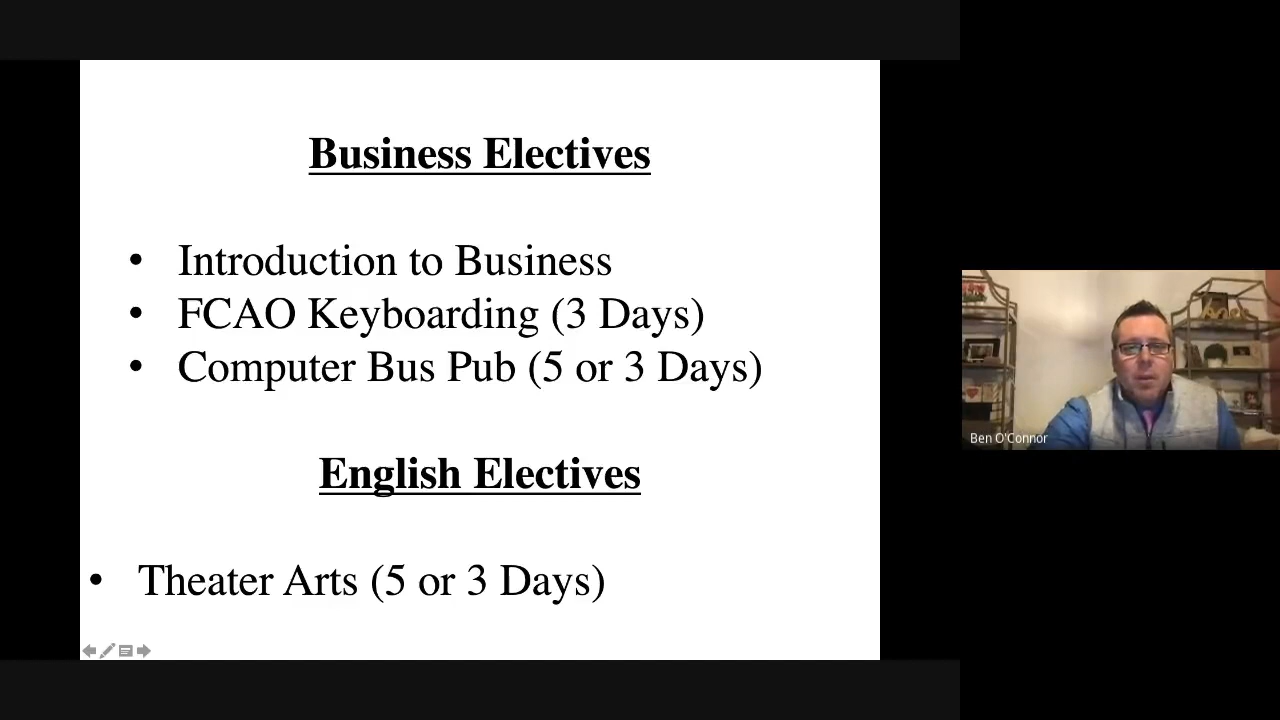 Business Electives
• Introduction to Business
• FCAO Keyboarding (3 Days)
• Computer Bus Pub (5 or 3 Days)
English Electives
• Theater Arts (5 or 3 Days)
Ben O'Connor